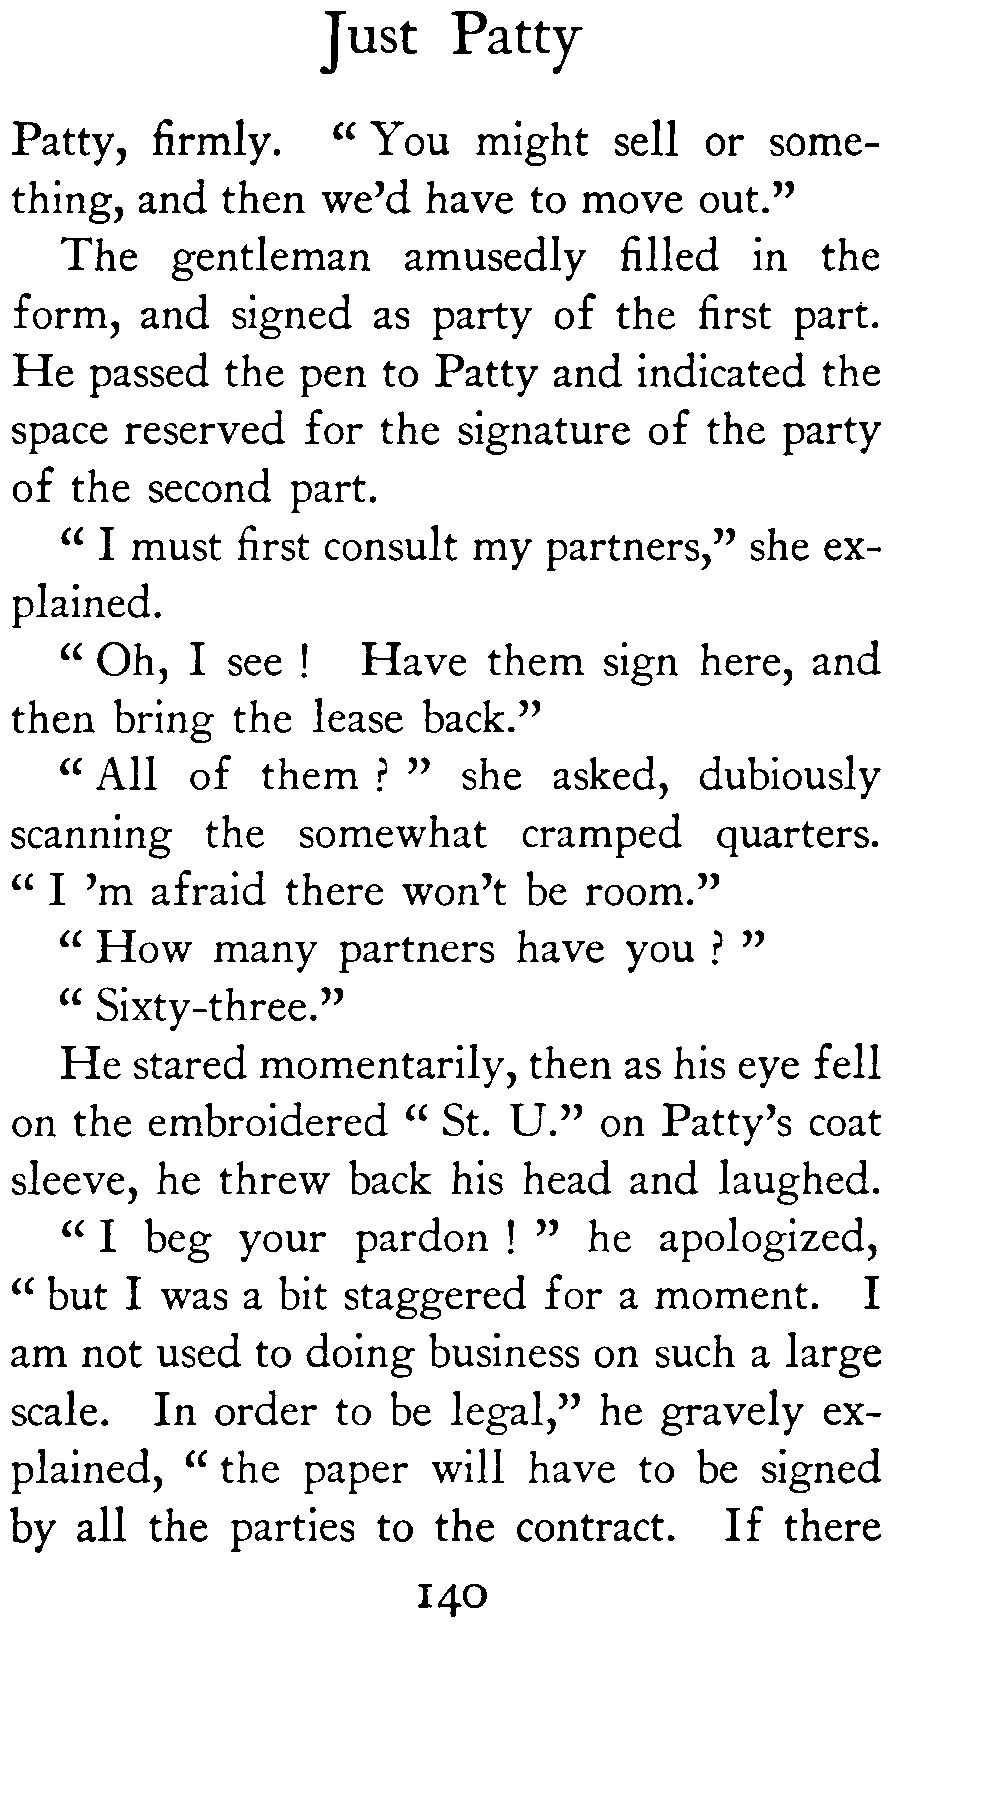 Just Patty
Patty, firmly. “ You might sell or some-
thing, and then we’d have to move out.”
The gentleman amusedly filled in the
form, and signed as party of the first part.
He passed the pen to Patty and indicated the
space reserved for the signature of the party
of the second part.
“ I must first consult my partners,” she ex-
plained.
“ Oh, I see ! Have them sign here, and
then bring the lease back.”
“ All of them ? ” she asked, dubiously
scanning the somewhat cramped quarters.
“ I ’m afraid there won’t be room.”
“ How many partners have you ? ”
“ Sixty-three.”
He stared momentarily, then as his eye fell
on the embroidered “ St. U.” on Patty’s coat
sleeve, he threw back his head and laughed.
“ I beg your pardon ! ” he apologized,
“ but I was a bit staggered for a moment. I
am not used to doing business on such a large
scale. In order to be legal,” he gravely ex-
plained, “ the paper will have to be signed
by all the parties to the contract. If there
140